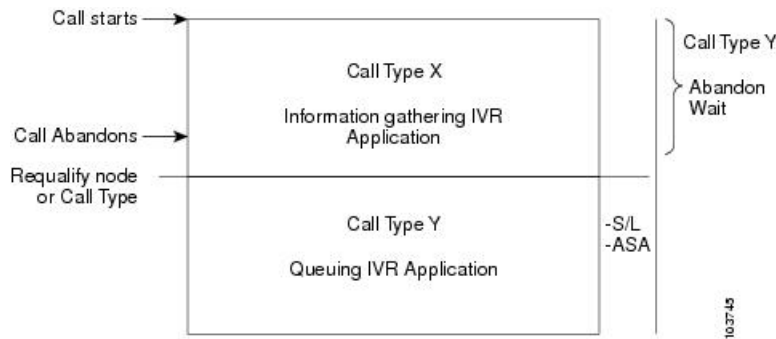 Call starts
Call Type X
Information gathering IVR
Application
Call Type Y
Abandon
Wait
Call Abandons
Requalify node
or Call Type
Call Type Y
Queuing IVR Application
-S/L
-ASA
103745